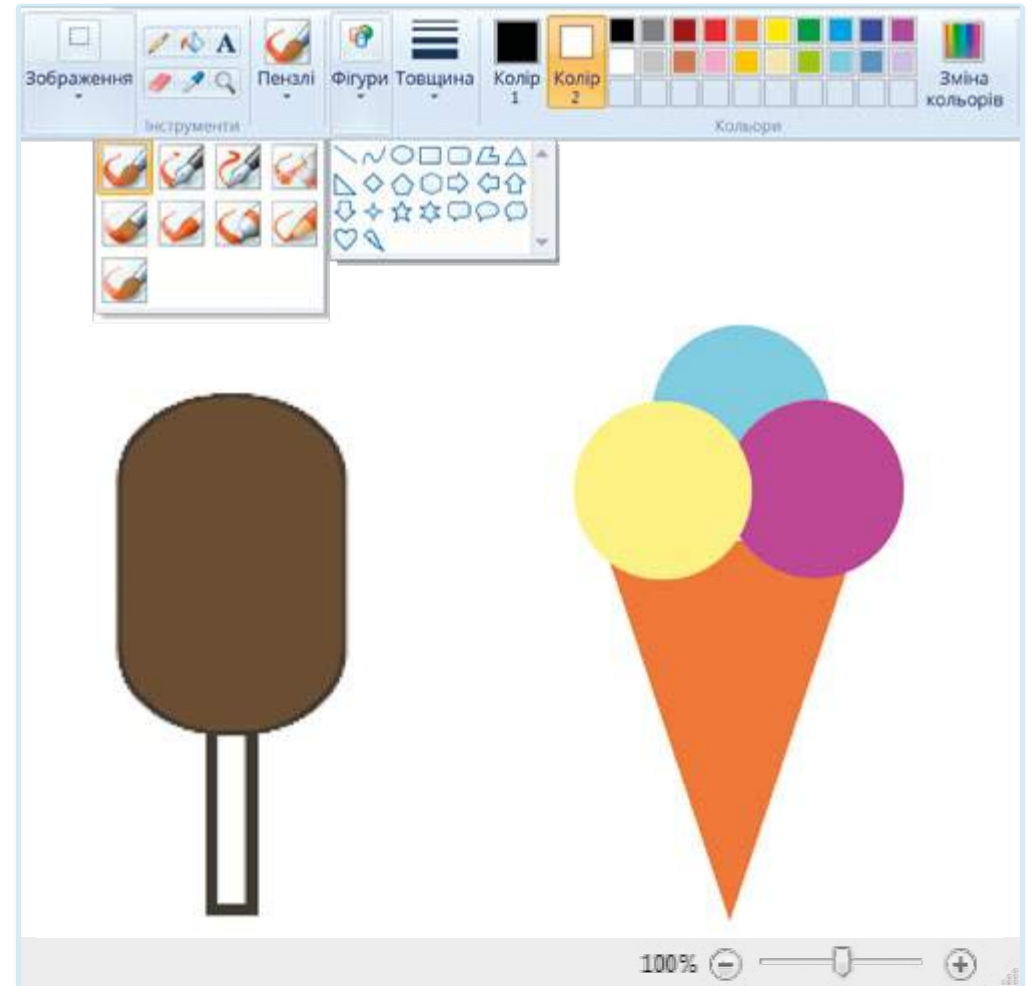 A
Зображення
Пензлі
Фігури
Товщина
Колір
1
Колір
2
Зміна
кольорів
Інструменти
Кольори
100%